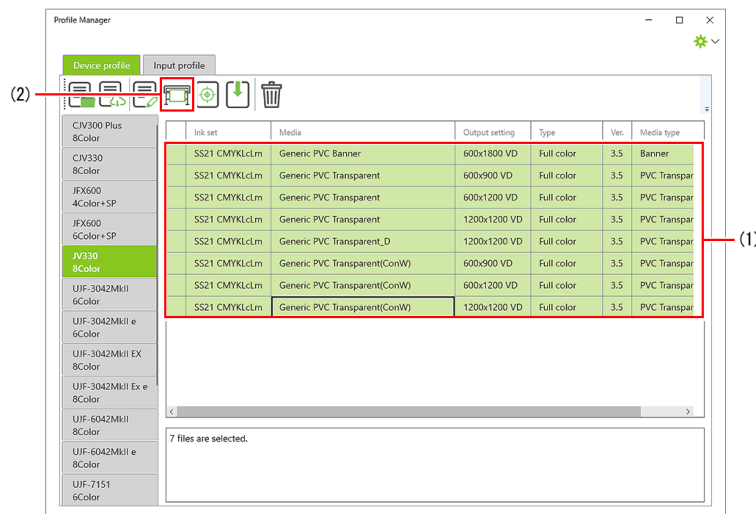 Profile Manager
Device profile
Input profile
(2)
CJV300 Plus
8Color
CJV330
8Color
JFX600
4Color+SP
JFX600
6Color+SP
JV330
8Color
UJF-3042MkII
6Color
UJF-3042MkII e
6Color
UJF-3042MkII EX
8Color
UJF-3042MkII Ex e
8Color
UJF-6042MkII
8Color
UJF-6042MkII e
8Color
UJF-7151
6Color
Ink set Media Output setting Type Ver. Media type
SS21 CMYKLcLm Generic PVC Banner 600x1800 VD Full color 3.5 Banner
SS21 CMYKLcLm Generic PVC Transparent 600x900 VD Full color 3.5 PVC Transpar
SS21 CMYKLcLm Generic PVC Transparent 600x1200 VD Full color 3.5 PVC Transpar
SS21 CMYKLcLm Generic PVC Transparent 1200x1200 VD Full color 3.5 PVC Transpar
SS21 CMYKLcLm Generic PVC Transparent_D 1200x1200 VD Full color 3.5 PVC Transpar
SS21 CMYKLcLm Generic PVC Transparent(ConW) 600x900 VD Full color 3.5 PVC Transpar
SS21 CMYKLcLm Generic PVC Transparent(ConW) 600x1200 VD Full color 3.5 PVC Transpar
SS21 CMYKLcLm Generic PVC Transparent(ConW) 1200x1200 VD Full color 3.5 PVC Transpar
(1)
7 files are selected.